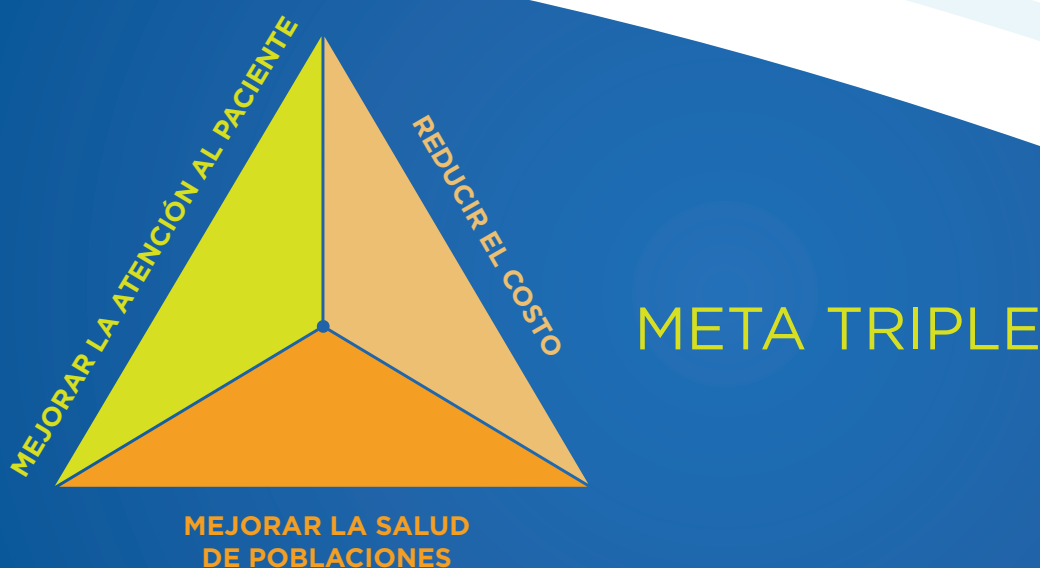 MEJORAR LA ATENCIÓN AL PACIENTE
REDUCIR EL COSTO
META TRIPLE
MEJORAR LA SALUD
DE POBLACIONES